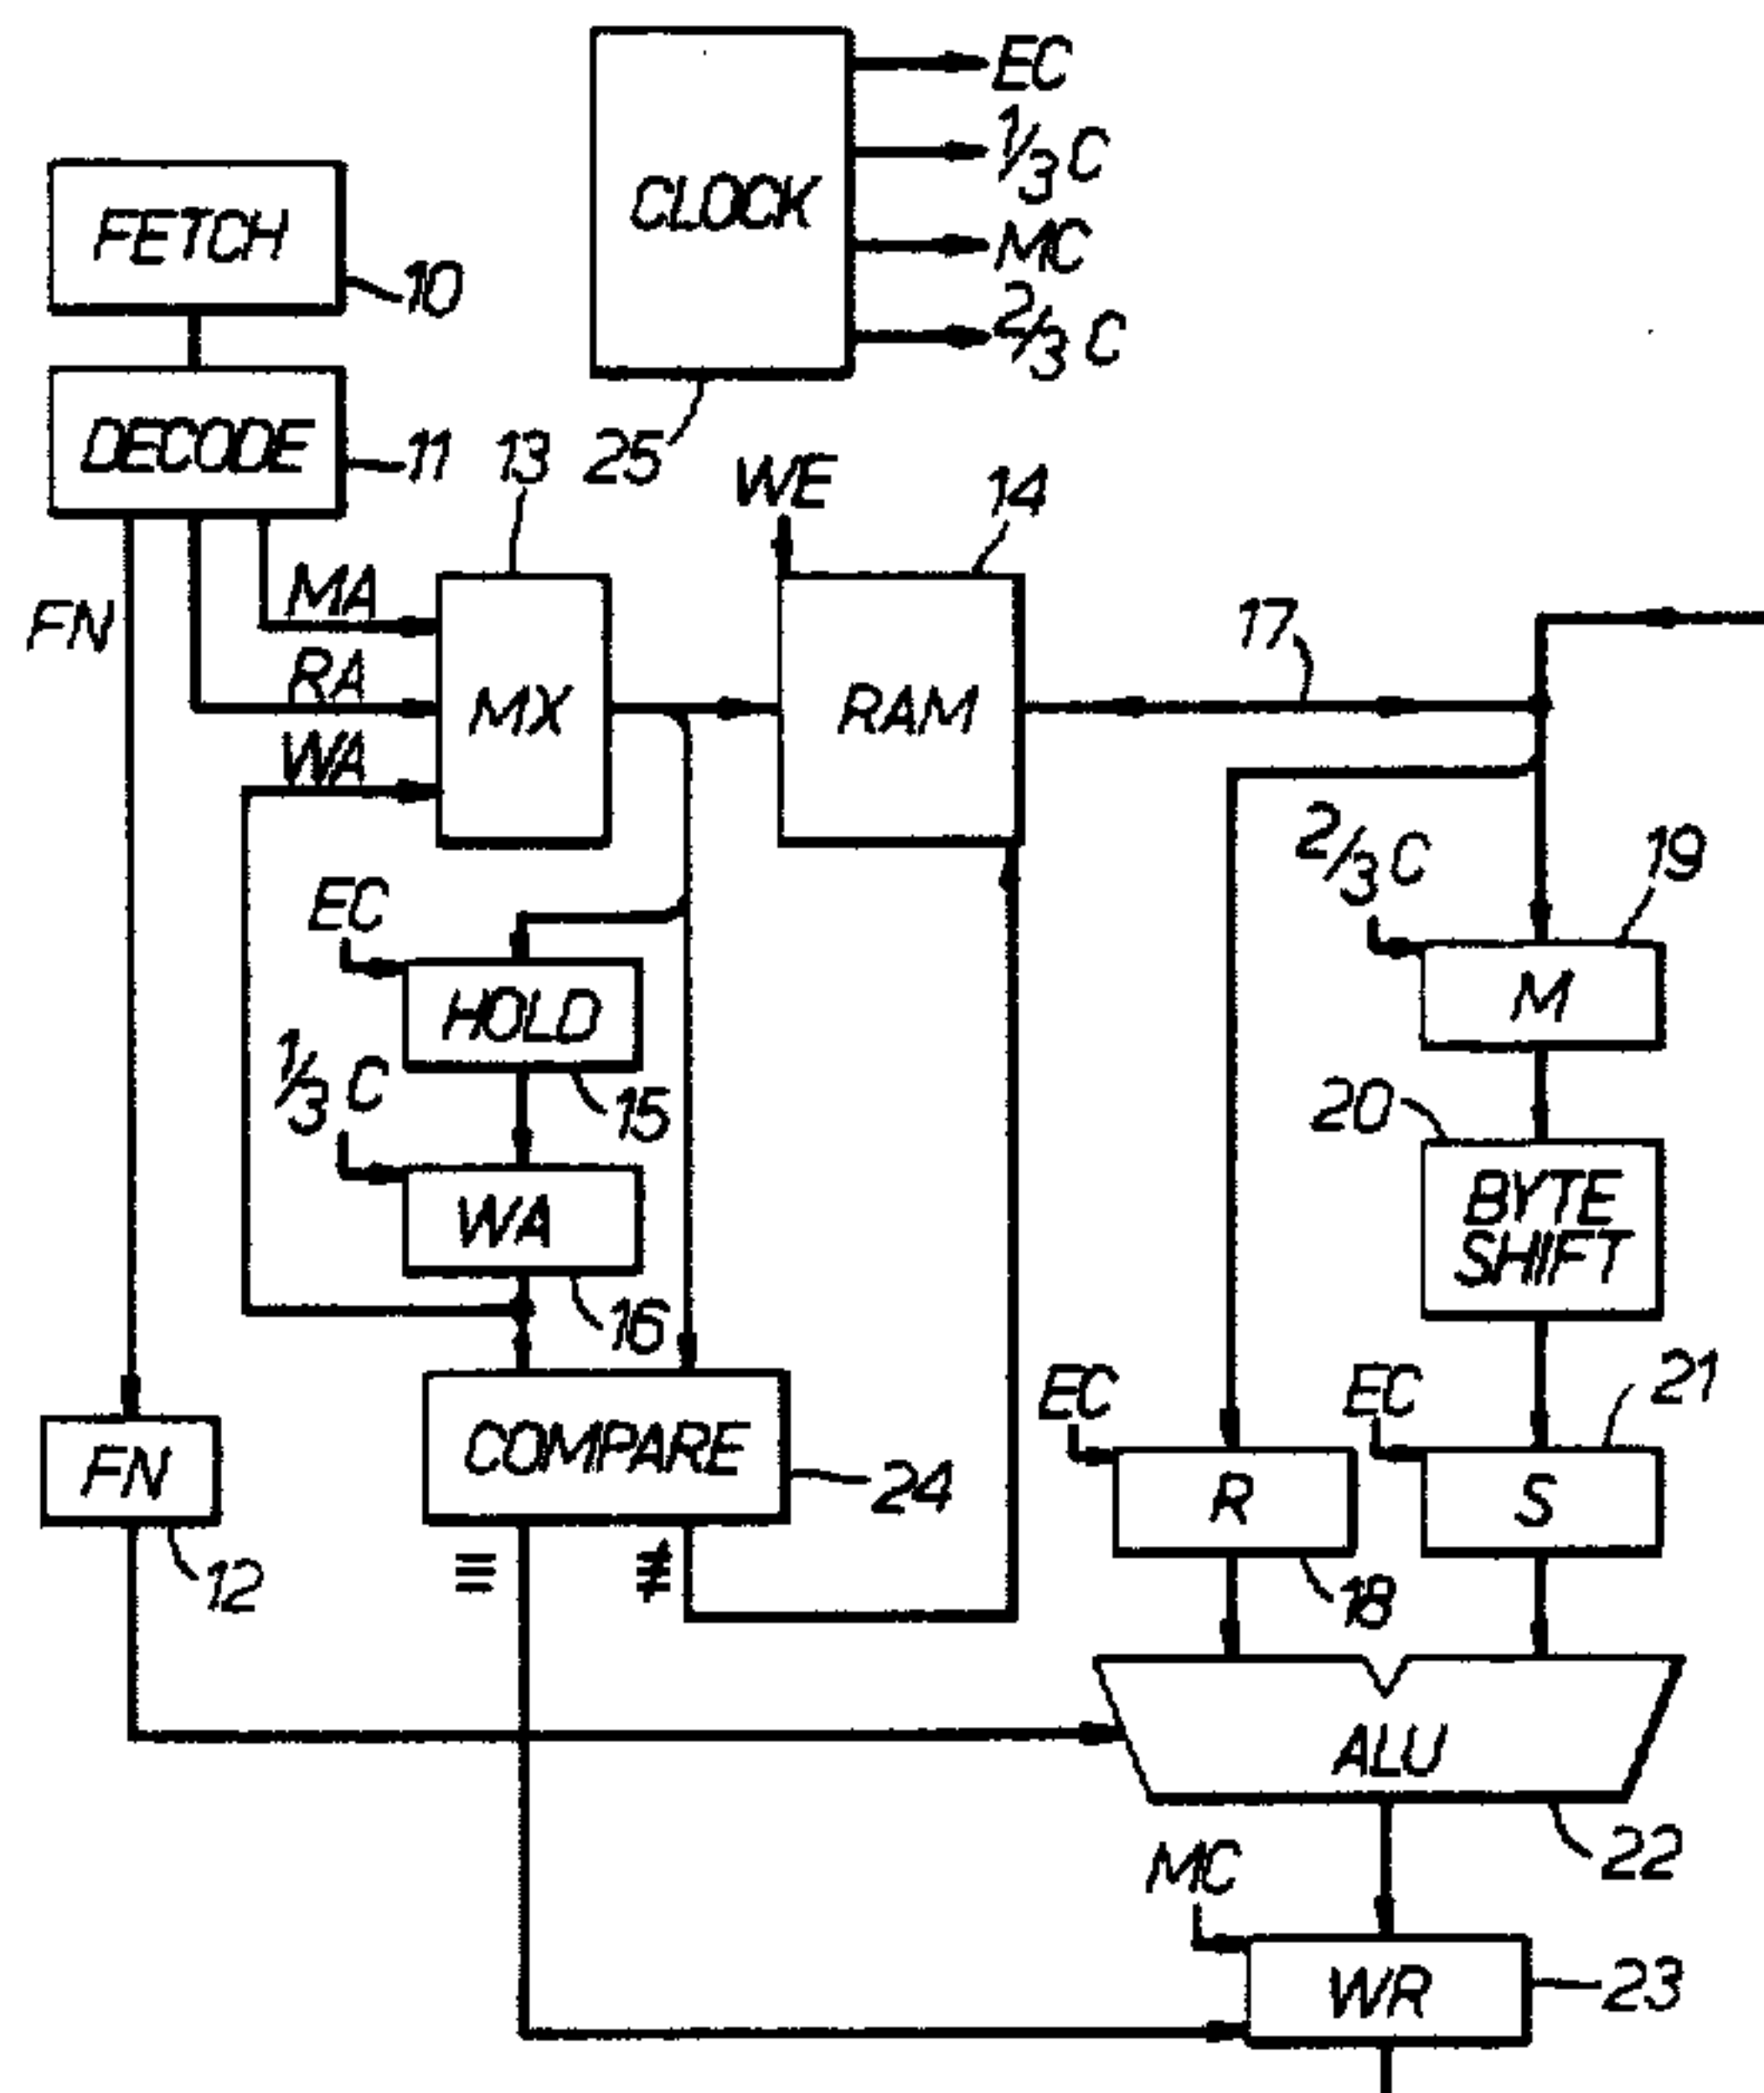 EC
1/3 C
CLOCK
MC
2/3 C
25
FETCH
10
DECODE
11
13
WE
14
FN
MA
RA
WA
MX
RAM
17
2/3 C
19
M
EC
HOLD
15
1/3 C
WA
16
20
BYTE
SHIFT
EC
EC
21
FN
12
COMPARE
24
R
18
S
≡
≢
ALU
22
MC
WR
23